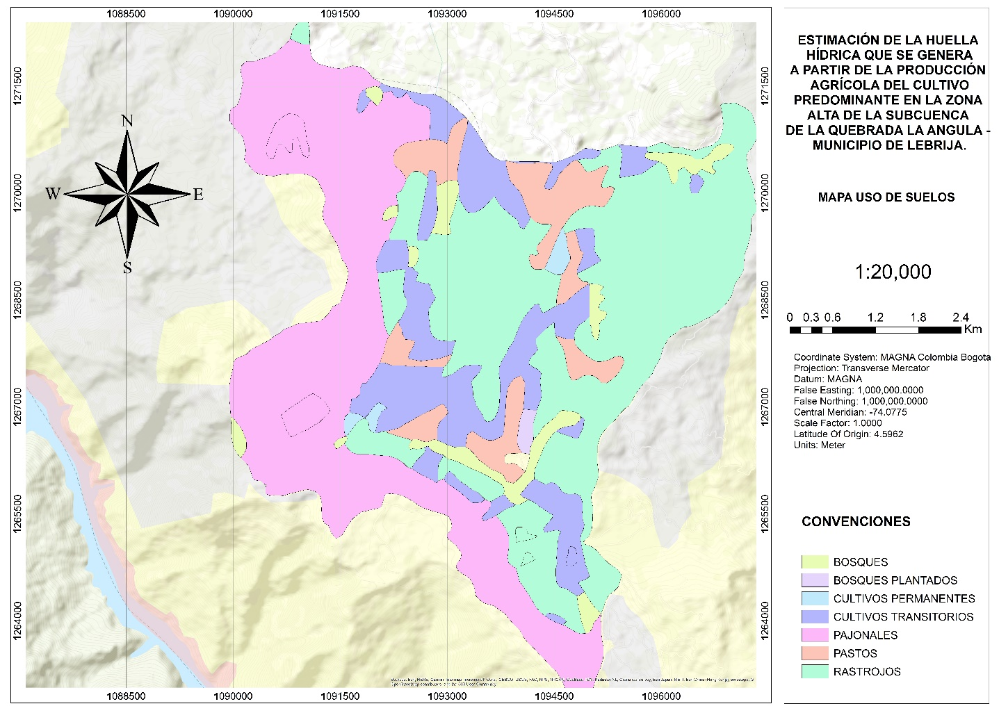 1088500 1090000 1091500 1093000 1094500 1096000
1271500
1270000
1268500
1267000
1265500
1264000
N
W
E
S
1271500
1270000
1268500
1267000
1265500
1264000
1088500 1090000 1091500 1093000 1094500 1096000
ESTIMACIÓN DE LA HUELLA
HÍDRICA QUE SE GENERA
A PARTIR DE LA PRODUCCIÓN
AGRÍCOLA DEL CULTIVO
PREDOMINANTE EN LA ZONA
ALTA DE LA SUBCUENCA
DE LA QUEBRADA LA ANGULA -
MUNICIPIO DE LEBRIJA.
MAPA USO DE SUELOS
1:20,000
0 0.3 0.6 1.2 1.8 2.4
Km
Coordinate System: MAGNA Colombia Bogota
Projection: Transverse Mercator
Datum: MAGNA
False Easting: 1,000,000.0000
False Northing: 1,000,000.0000
Central Meridian: -74.0775
Scale Factor: 1.0000
Latitude Of Origin: 4.5962
Units: Meter
CONVENCIONES
BOSQUES
BOSQUES PLANTADOS
CULTIVOS PERMANENTES
CULTIVOS TRANSITORIOS
PAJONALES
PASTOS
RASTROJOS